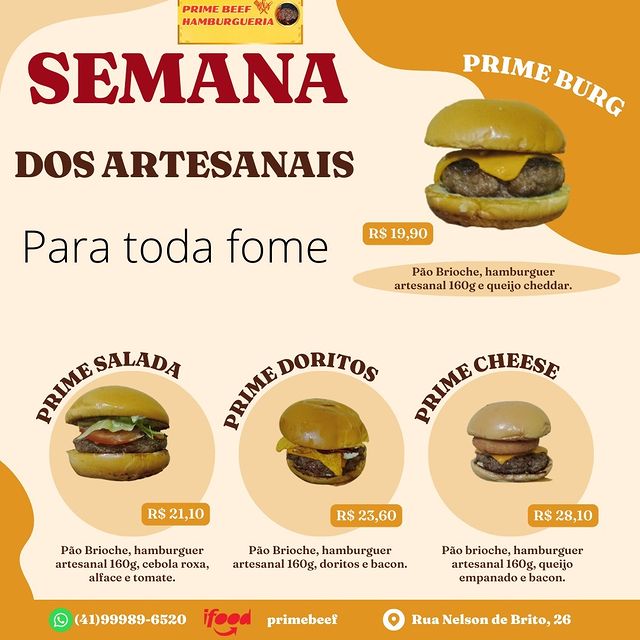 PRIME BEEF
HAMBURGUERIA
SEMANA
DOS ARTESANAIS
Para toda fome
PRIME BURG
R$ 19,90
Pão Brioche, hamburguer
artesanal 160g e queijo cheddar.
PRIME SALADA
R$ 21,10
Pão Brioche, hamburguer
artesanal 160g, cebola roxa,
alface e tomate.
PRIME DORITOS
R$ 23,60
Pão Brioche, hamburguer
artesanal 160g, doritos e bacon.
PRIME CHEESE
R$ 28,10
Pão brioche, hamburguer
artesanal 160g, queijo
empanado e bacon.
(41)99989-6520
ifood
primebeef
Rua Nelson de Brito, 26